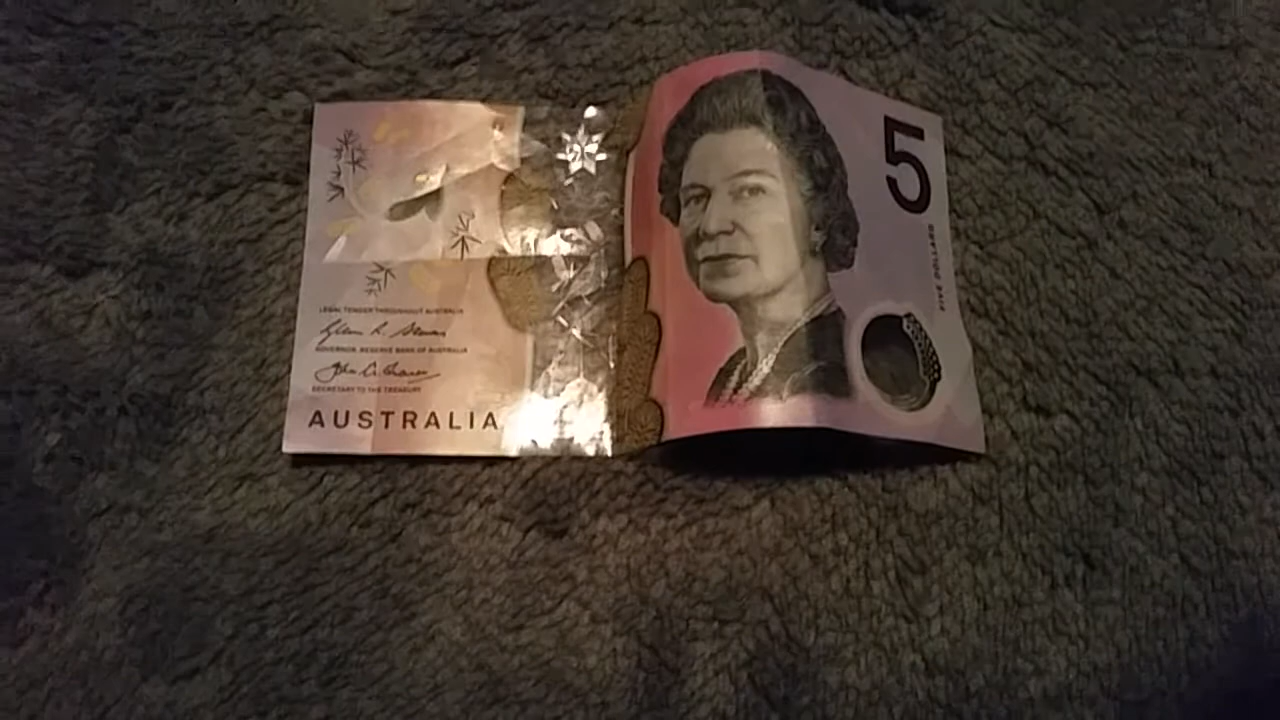 5
FIVE DOLLARS
LEGAL TENDER THROUGHOUT AUSTRALIA
GOVERNOR, RESERVE BANK OF AUSTRALIA
SECRETARY TO THE TREASURY
AUSTRALIA